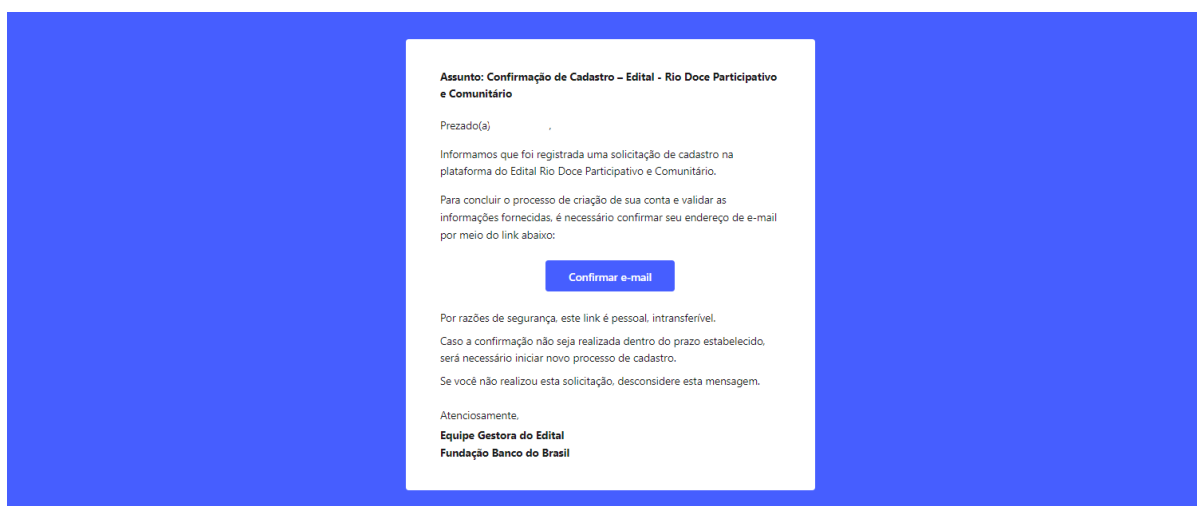 Assunto: Confirmação de Cadastro – Edital - Rio Doce Participativo
e Comunitário
Prezado(a) ,
Informamos que foi registrada uma solicitação de cadastro na
plataforma do Edital Rio Doce Participativo e Comunitário.
Para concluir o processo de criação de sua conta e validar as
informações fornecidas, é necessário confirmar seu endereço de e-mail
por meio do link abaixo:
Confirmar e-mail
Por razões de segurança, este link é pessoal, intransferível.
Caso a confirmação não seja realizada dentro do prazo estabelecido,
será necessário iniciar novo processo de cadastro.
Se você não realizou esta solicitação, desconsidere esta mensagem.
Atenciosamente,
Equipe Gestora do Edital
Fundação Banco do Brasil